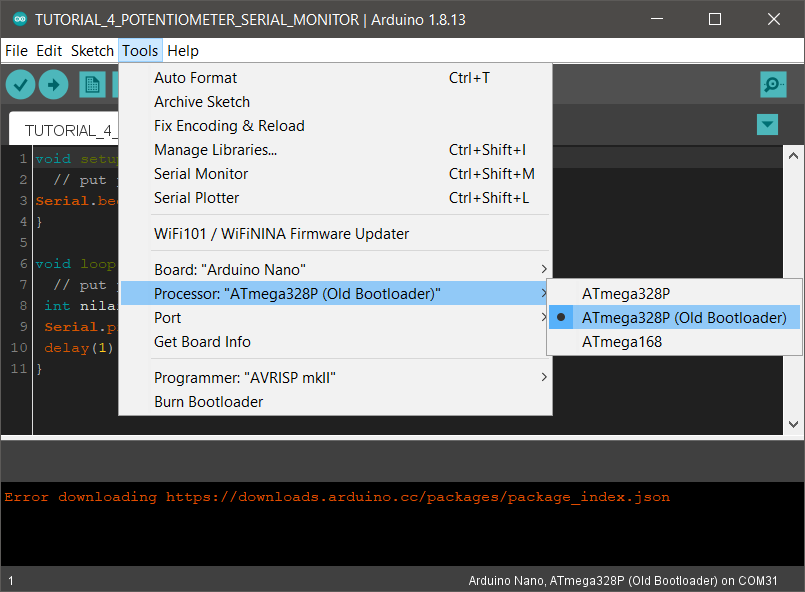 TUTORIAL_4_POTENTIOMETER_SERIAL_MONITOR | Arduino 1.8.13
File Edit Sketch Tools Help
Auto Format Ctrl+T
Archive Sketch
Fix Encoding & Reload
Manage Libraries... Ctrl+Shift+I
Serial Monitor Ctrl+Shift+M
Serial Plotter Ctrl+Shift+L
WiFi101 / WiFiNINA Firmware Updater
Board: "Arduino Nano"
Processor: "ATmega328P (Old Bootloader)"
Port
Get Board Info
Programmer: "AVRISP mkII"
Burn Bootloader
ATmega328P
ATmega328P (Old Bootloader)
ATmega168
TUTORIAL_4_
1 void setu
2 // put
3 Serial.be
4 }
5
6 void loop
7 // put
8 int nila
9 Serial.p
10 delay(1)
11 }
Error downloading https://downloads.arduino.cc/packages/package_index.json
1 Arduino Nano, ATmega328P (Old Bootloader) on COM31